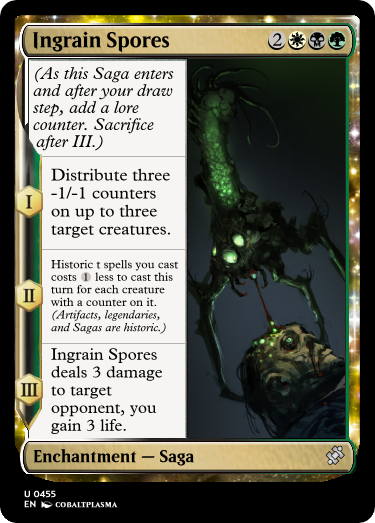 Ingrain Spores 2
(As this Saga enters
and after your draw
step, add a lore
counter. Sacrifice
after III.)
I
Distribute three
-1/-1 counters
on up to three
target creatures.
II
Historic t spells you cast
costs 1 less to cast this
turn for each creature
with a counter on it.
(Artifacts, legendaries,
and Sagas are historic.)
III
Ingrain Spores
deals 3 damage
to target
opponent, you
gain 3 life.
Enchantment — Saga
U 0455
EN COBALTPLASMA